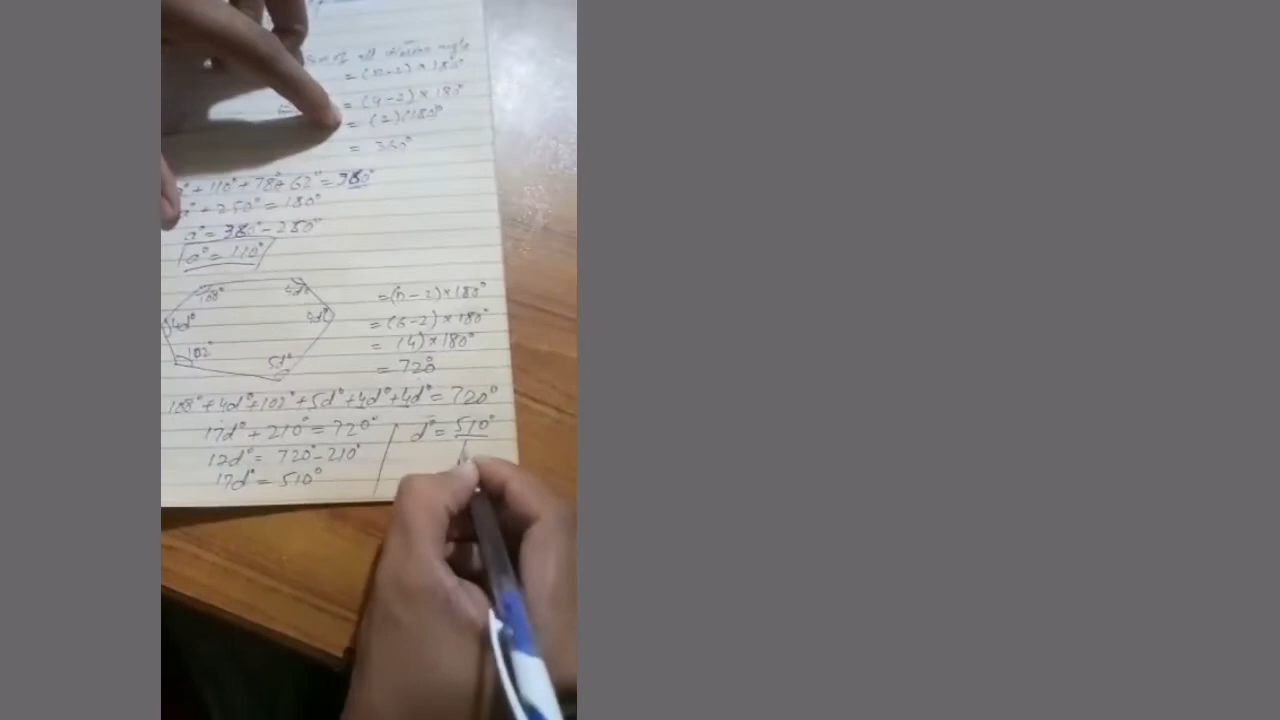 of all
= (n-2) × 180°
= (4-2) × 180°
= (2) (180°
= 360°
° + 110° + 78° + 62° = 360°
a° + 250° = 180°
a° = 360° - 250°
a° = 110°
108°
4d°
4d°
4d°
102°
5d°
= (n-2) × 180°
= (6-2) × 180°
= (4) × 180°
= 720°
108° + 4d° + 102° + 5d° + 4d° + 4d° = 720°
17d° + 210° = 720°
17d° = 720° - 210°
17d° = 510°
d° = 510°